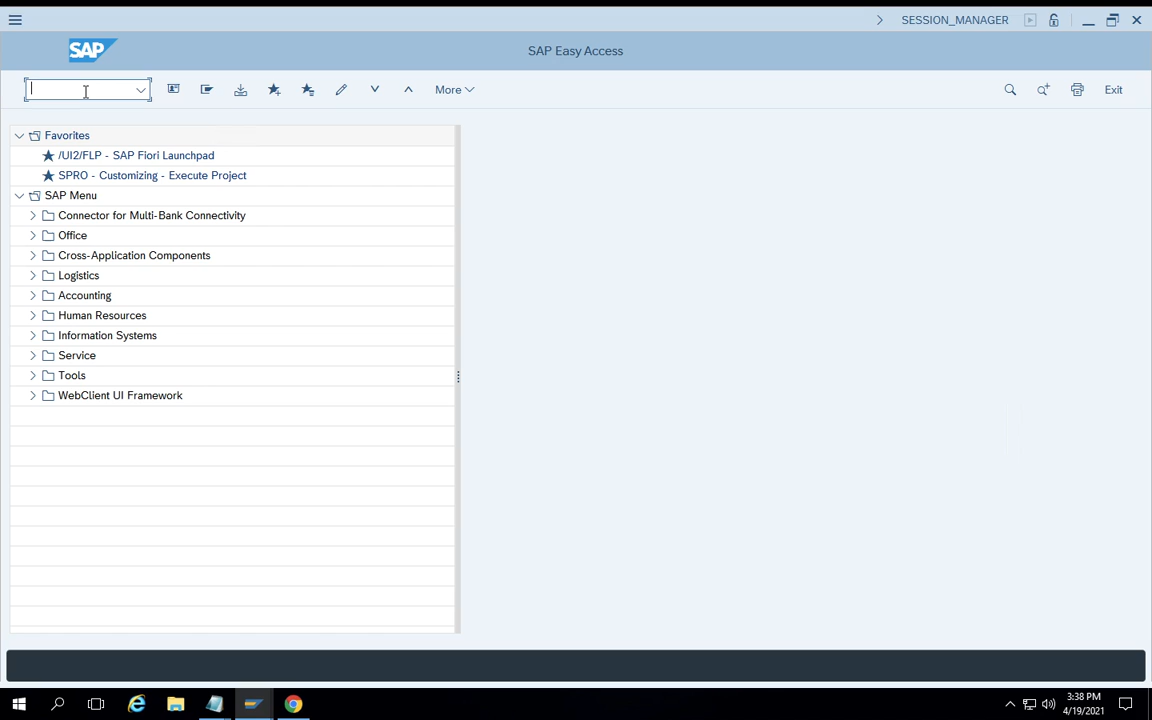 SESSION_MANAGER
SAP
SAP Easy Access
More
Exit
Favorites
/UI2/FLP - SAP Fiori Launchpad
SPRO - Customizing - Execute Project
SAP Menu
Connector for Multi-Bank Connectivity
Office
Cross-Application Components
Logistics
Accounting
Human Resources
Information Systems
Service
Tools
WebClient UI Framework
3:38 PM
4/19/2021